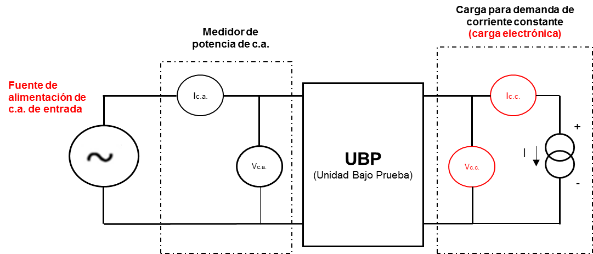 Carga para demanda de
corriente constante
(carga electrónica)
Medidor de
potencia de c.a.
Fuente de
alimentación de
c.a. de entrada
Ic.a.
Vc.a.
UBP
(Unidad Bajo Prueba)
Ic.c.
Vc.c.
I
+
-